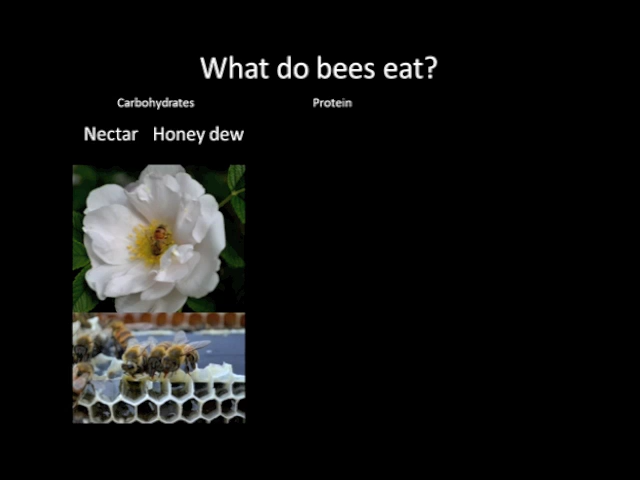 What do bees eat?
Carbohydrates Protein
Nectar Honey dew